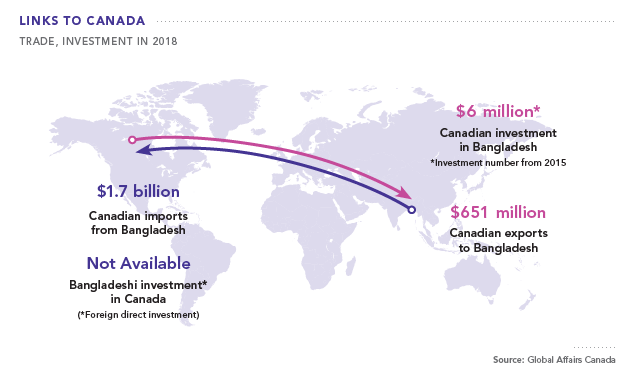 LINKS TO CANADA
TRADE, INVESTMENT IN 2018
$6 million*
Canadian investment
in Bangladesh
*Investment number from 2015
$1.7 billion
Canadian imports
from Bangladesh
$651 million
Canadian exports
to Bangladesh
Not Available
Bangladeshi investment*
in Canada
(*Foreign direct investment)
Source: Global Affairs Canada